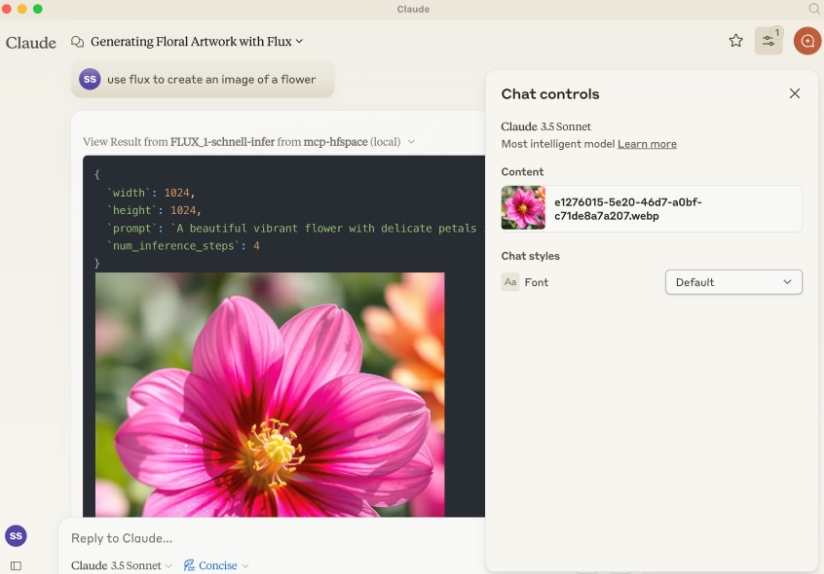 Claude
Claude
Generating Floral Artwork with Flux
1
SS
use flux to create an image of a flower
View Result from FLUX_1-schnell-infer from mcp-hfspace (local)
{
`width`: 1024,
`height`: 1024,
`prompt`: `A beautiful vibrant flower with delicate petals
`num_inference_steps`: 4
}
Chat controls
Claude 3.5 Sonnet
Most intelligent model Learn more
Content
e1276015-5e20-46d7-a0bf-
c71de8a7a207.webp
Chat styles
Aa Font
Default
SS
Reply to Claude...
Claude 3.5 Sonnet
Concise